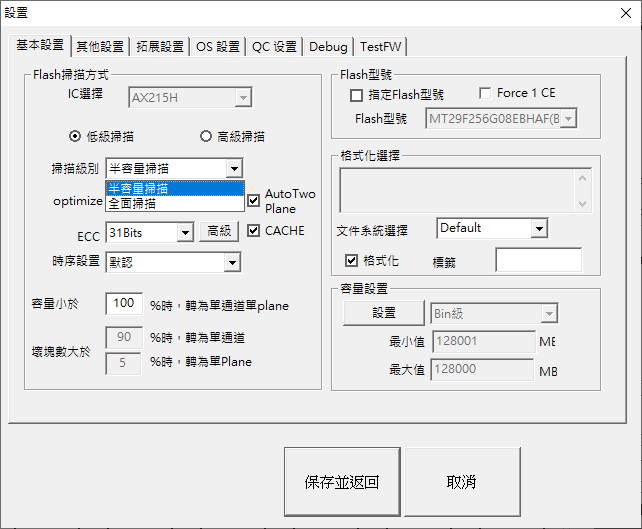 設置
基本設置 其他設置 拓展設置 OS 設置 QC 设置 Debug TestFW
Flash掃描方式
IC選擇 AX215H
低級掃描 高級掃描
掃描級別 半容量掃描
半容量掃描
全面掃描
optimize
AutoTwo
Plane
ECC 31Bits 高級 CACHE
時序設置 默認
容量小於 100 %時，轉為單通道單plane
壞塊數大於
90 %時，轉為單通道
5 %時，轉為單Plane
Flash型號
指定Flash型號 Force 1 CE
Flash型號 MT29F256G08EBHAF(B
格式化選擇
文件系統選擇 Default
格式化 標籤
容量設置
設置 Bin級
最小值 128001 MB
最大值 128000 MB
保存並返回 取消